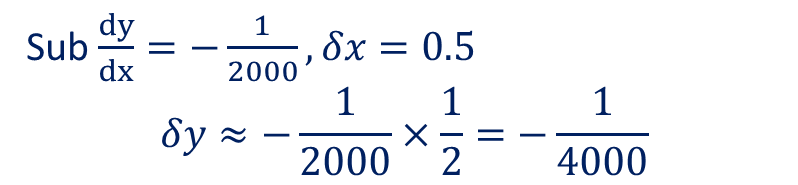 Sub dy/dx = − 1/2000 , δx = 0.5
δy ≈ − 1/2000 × 1/2 = − 1/4000